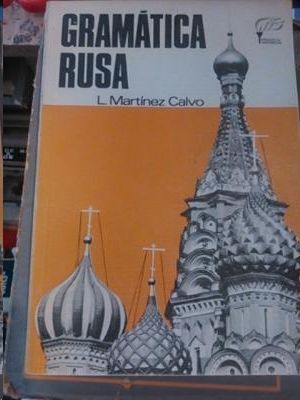 GRAMÁTICA
RUSA
L. Martínez Calvo